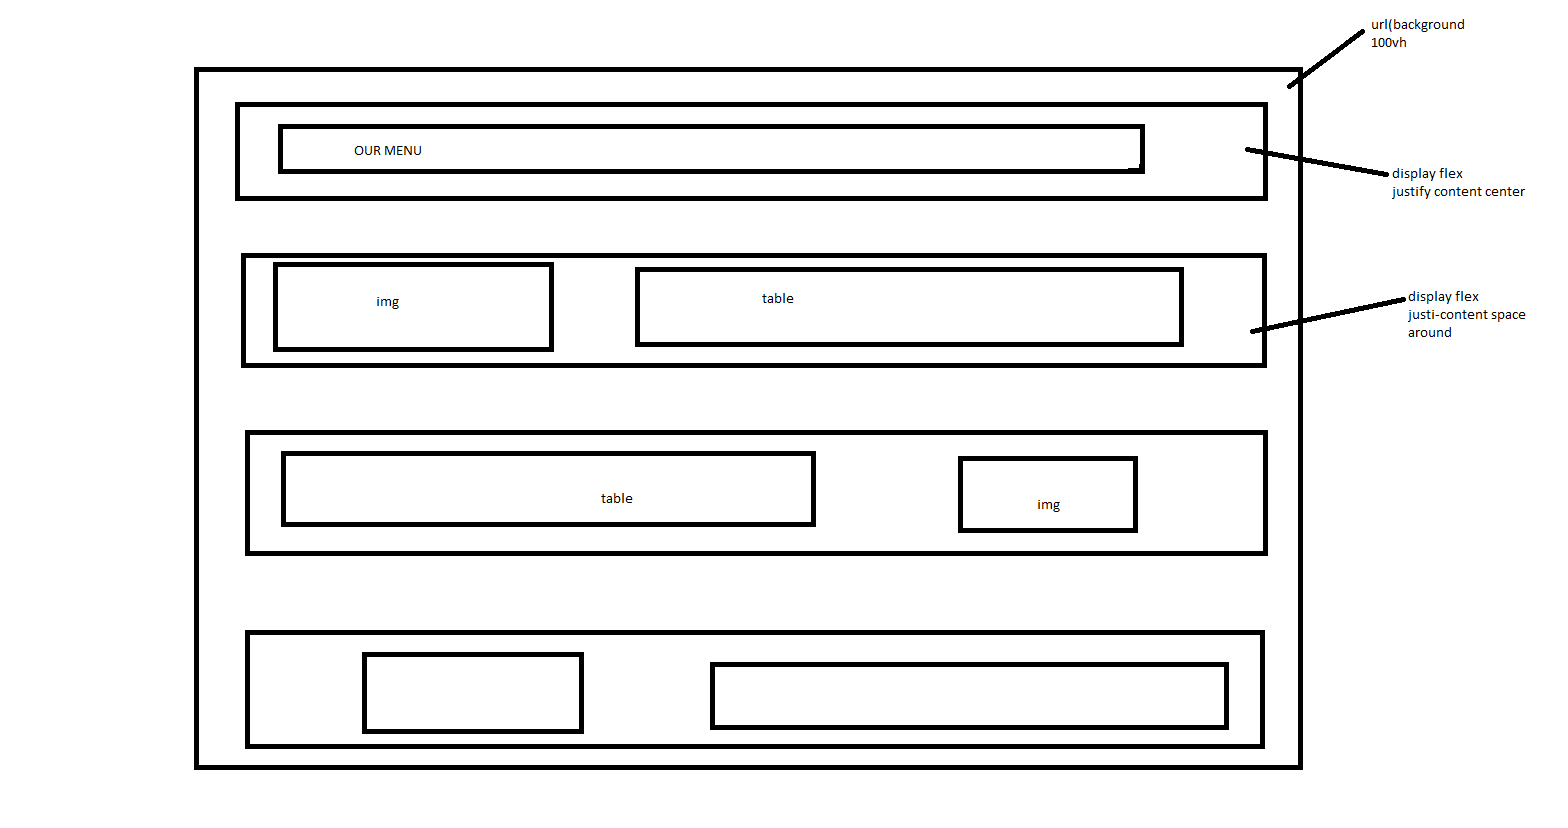 url(background
100vh
OUR MENU
display flex
justify content center
img
table
display flex
justi-content space
around
table
img